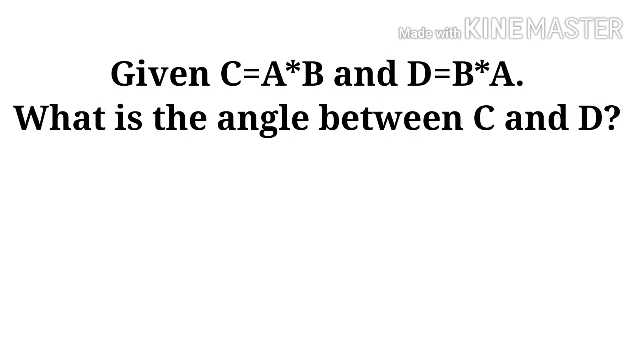 Made with KINEMASTER
Given C=A*B and D=B*A.
What is the angle between C and D?